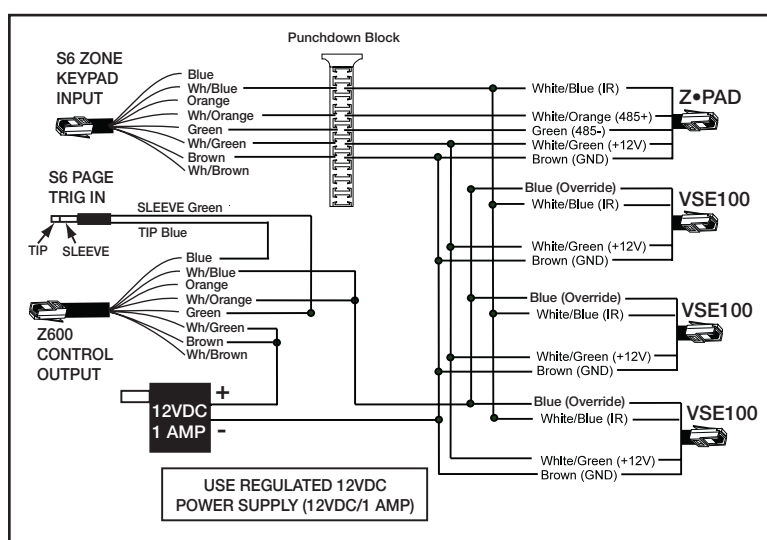 Punchdown Block
S6 ZONE
KEYPAD
INPUT
Blue
Wh/Blue
Orange
Wh/Orange
Green
Wh/Green
Brown
Wh/Brown
White/Blue (IR)
White/Orange (485+)
Green (485-)
White/Green (+12V)
Brown (GND)
Z•PAD
S6 PAGE
TRIG IN
SLEEVE Green
TIP Blue
TIP
SLEEVE
Blue (Override)
White/Blue (IR)
White/Green (+12V)
Brown (GND)
VSE100
Blue
Wh/Blue
Orange
Wh/Orange
Green
Wh/Green
Brown
Wh/Brown
Z600
CONTROL
OUTPUT
Blue (Override)
White/Blue (IR)
White/Green (+12V)
Brown (GND)
VSE100
12VDC
1 AMP
+
-
Blue (Override)
White/Blue (IR)
White/Green (+12V)
Brown (GND)
VSE100
USE REGULATED 12VDC
POWER SUPPLY (12VDC/1 AMP)